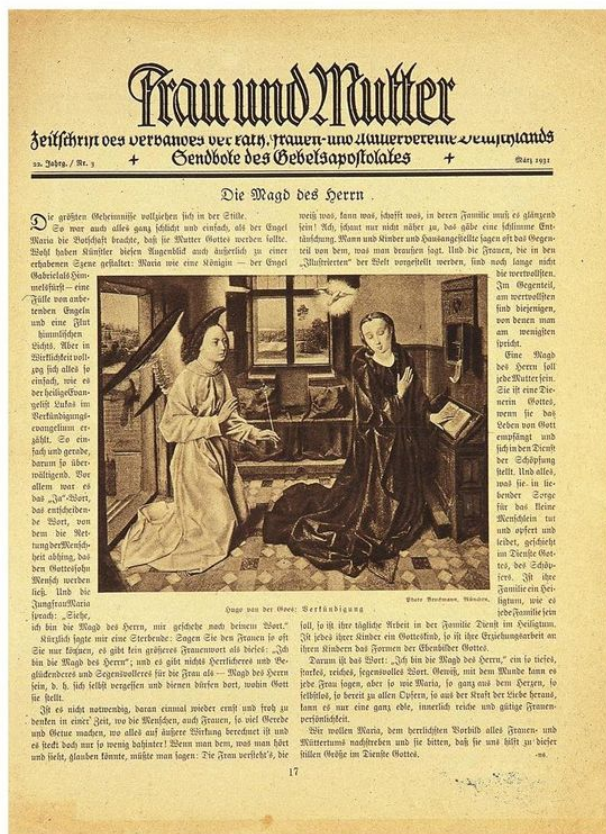 Frau und Mutter
Zeitschrift des Verbandes der kath. Frauen- und Müttervereine Deutschlands
22. Jahrg. / Nr. 3 + Sendbote des Gebetsapostolates + März 1931
Die Magd des Herrn.
Die größten Geheimnisse vollziehen sich in der Stille.
So war auch alles ganz schlicht und einfach, als der Engel
Maria die Botschaft brachte, daß sie Mutter Gottes werden sollte.
Wohl haben Künstler diesen Augenblick auch äußerlich zu einer
erhabenen Szene gestaltet: Maria wie eine Königin — der Engel
Gabriel als Him-
melsfürst — eine
Fülle von anbe-
tenden Engeln
und eine Flut
himmlischen
Lichts. Aber in
Wirklichkeit voll-
zog sich alles so
einfach, wie es
der heilige Evan-
gelist Lukas im
Verkündigungs-
evangelium er-
zählt. So ein-
fach und gerade,
darum so über-
wältigend. Vor
allem war es
das „Ja"-Wort,
das entscheiden-
de Wort, von
dem die Ret-
tung der Mensch-
heit abhing, das
den Gottessohn
Mensch werden
ließ. Und die
Jungfrau Maria
sprach: „Siehe,
ich bin die Magd des Herrn, mir geschehe nach deinem Wort."
Kürzlich sagte mir eine Sterbende: Sagen Sie den Frauen so oft
Sie nur können, es gibt kein größeres Frauenwort als dieses: „Ich
bin die Magd des Herrn"; und es gibt nichts Herrlicheres und Be-
glückenderes und Segensvolleres für die Frau als — Magd des Herrn
sein, d. h. sich selbst vergessen und dienen dürfen dort, wohin Gott
sie stellt.
Ist es nicht notwendig, daran einmal wieder ernst und froh zu
denken in einer Zeit, wo die Menschen, auch Frauen, so viel Gerede
und Getue machen, wo alles auf äußere Wirkung berechnet ist und
es steckt doch nur so wenig dahinter! Wenn man dem, was man hört
und sieht, glauben könnte, müßte man sagen: Die Frau versteht's, die
weiß was, kann was, schafft was, in deren Familie muß es glänzend
sein! Ach, schaut nur nicht näher zu, das gäbe eine schlimme Ent-
täuschung. Mann und Kinder und Hausangestellte sagen oft das Gegen-
teil von dem, was man draußen sagt. Und die Frauen, die in den
„Illustrierten" der Welt vorgestellt werden, sind noch lange nicht
die wertvollsten.
Im Gegenteil,
am wertvollsten
sind diejenigen,
von denen man
am wenigsten
spricht.
Eine Magd
des Herrn soll
jede Mutter sein.
Sie ist eine Die-
nerin Gottes,
wenn sie das
Leben von Gott
empfängt und
sich in den Dienst
der Schöpfung
stellt. Und alles,
was sie in lie-
bender Sorge
für das kleine
Menschlein tut
und opfert und
leidet, geschieht
im Dienste Got-
tes, des Schöp-
fers. Ist ihre
Familie ein Hei-
ligtum, wie es
jede Familie sein
soll, so ist ihre tägliche Arbeit in der Familie Dienst im Heiligtum.
Ist jedes ihrer Kinder ein Gotteskind, so ist ihre Erziehungsarbeit an
ihren Kindern das Formen der Ebenbilder Gottes.
Darum ist das Wort: „Ich bin die Magd des Herrn," ein so tiefes,
starkes, reiches, segensvolles Wort. Gewiß, mit dem Munde kann es
jede Frau sagen, aber so wie Maria, so ganz aus dem Herzen, so
selbstlos, so bereit zu allen Opfern, so aus der Kraft der Liebe heraus,
kann es nur eine ganz edle, innerlich reiche und gütige Frauen-
persönlichkeit.
Wir wollen Maria, dem herrlichsten Vorbild alles Frauen- und
Müttertums nachstreben und sie bitten, daß sie uns hilft zu dieser
stillen Größe im Dienste Gottes.
Photo Bruckmann, München.
Hugo van der Goes: Verkündigung
17